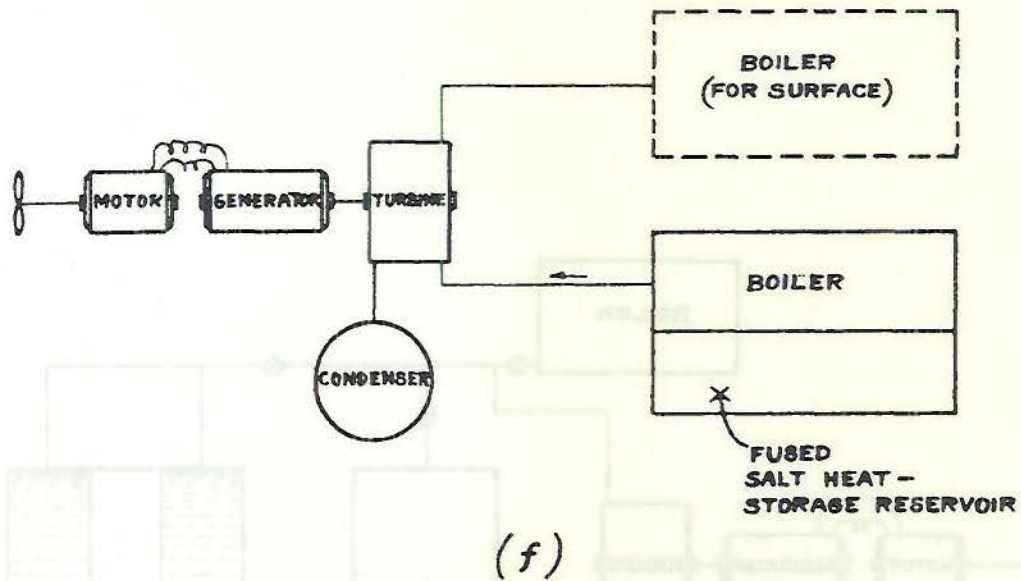 BOILER
(FOR SURFACE)
MOTOR
GENERATOR
TURBINE
BOILER
CONDENSER
FUSED
SALT HEAT-
STORAGE RESERVOIR
(f)